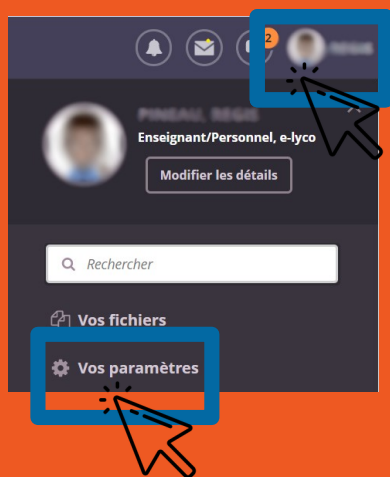 2
Enseignant/Personnel, e-lyco
Modifier les détails
Rechercher
Vos fichiers
Vos paramètres